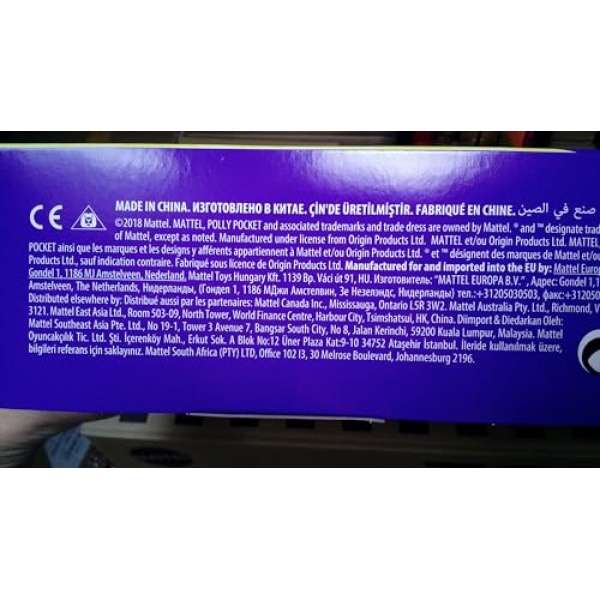 CE
MADE IN CHINA. ИЗГОТОВЛЕНО В КИТАЕ. ÇİN'DE ÜRETİLMİŞTİR. FABRIQUÉ EN CHINE. صنع في الصين
©2018 Mattel. MATTEL, POLLY POCKET and associated trademarks and trade dress are owned by Mattel. ® and ™ designate trad
of Mattel, except as noted. Manufactured under license from Origin Products Ltd. MATTEL et/ou Origin Products Ltd. MATTEL,
POCKET ainsi que les marques et les designs y afférents appartiennent à Mattel et/ou Origin Products Ltd. ® et ™ désignent des marques de Mattel et/ou
Products Ltd., sauf indication contraire. Fabriqué sous licence de Origin Products Ltd. Manufactured for and imported into the EU by: Mattel Europ
Gondel 1, 1186 MJ Amstelveen, Nederland. Mattel Toys Hungary Kft. 1139 Bp. Váci út 91, HU. Изготовитель: "MATTEL EUROPA B.V.", Адрес: Gondel 1, 1
Amstelveen, The Netherlands, Нидерланды, (Гондел 1, 1186 МДжи Амстелвен, Зе Незелэндс, Нидерланды) тел.:+31205030503, факс:+312050
Distributed elsewhere by: Distribué aussi par les partenaires: Mattel Canada Inc., Mississauga, Ontario L5R 3W2. Mattel Australia Pty. Ltd., Richmond, V
3121. Mattel East Asia Ltd., Room 503-09, North Tower, World Finance Centre, Harbour City, Tsimshatsui, HK, China. Diimport & Diedarkan Oleh:
Mattel Southeast Asia Pte. Ltd., No 19-1, Tower 3 Avenue 7, Bangsar South City, No 8, Jalan Kerinchi, 59200 Kuala Lumpur, Malaysia. Mattel
Oyuncakçılık Tic. Ltd. Şti. İçerenköy Mah., Erkut Sok. A Blok No:12 Üner Plaza Kat:9-10 34752 Ataşehir İstanbul. İleride kullanılmak üzere,
bilgileri referans için saklayınız. Mattel South Africa (PTY) LTD, Office 102 I3, 30 Melrose Boulevard, Johannesburg 2196.